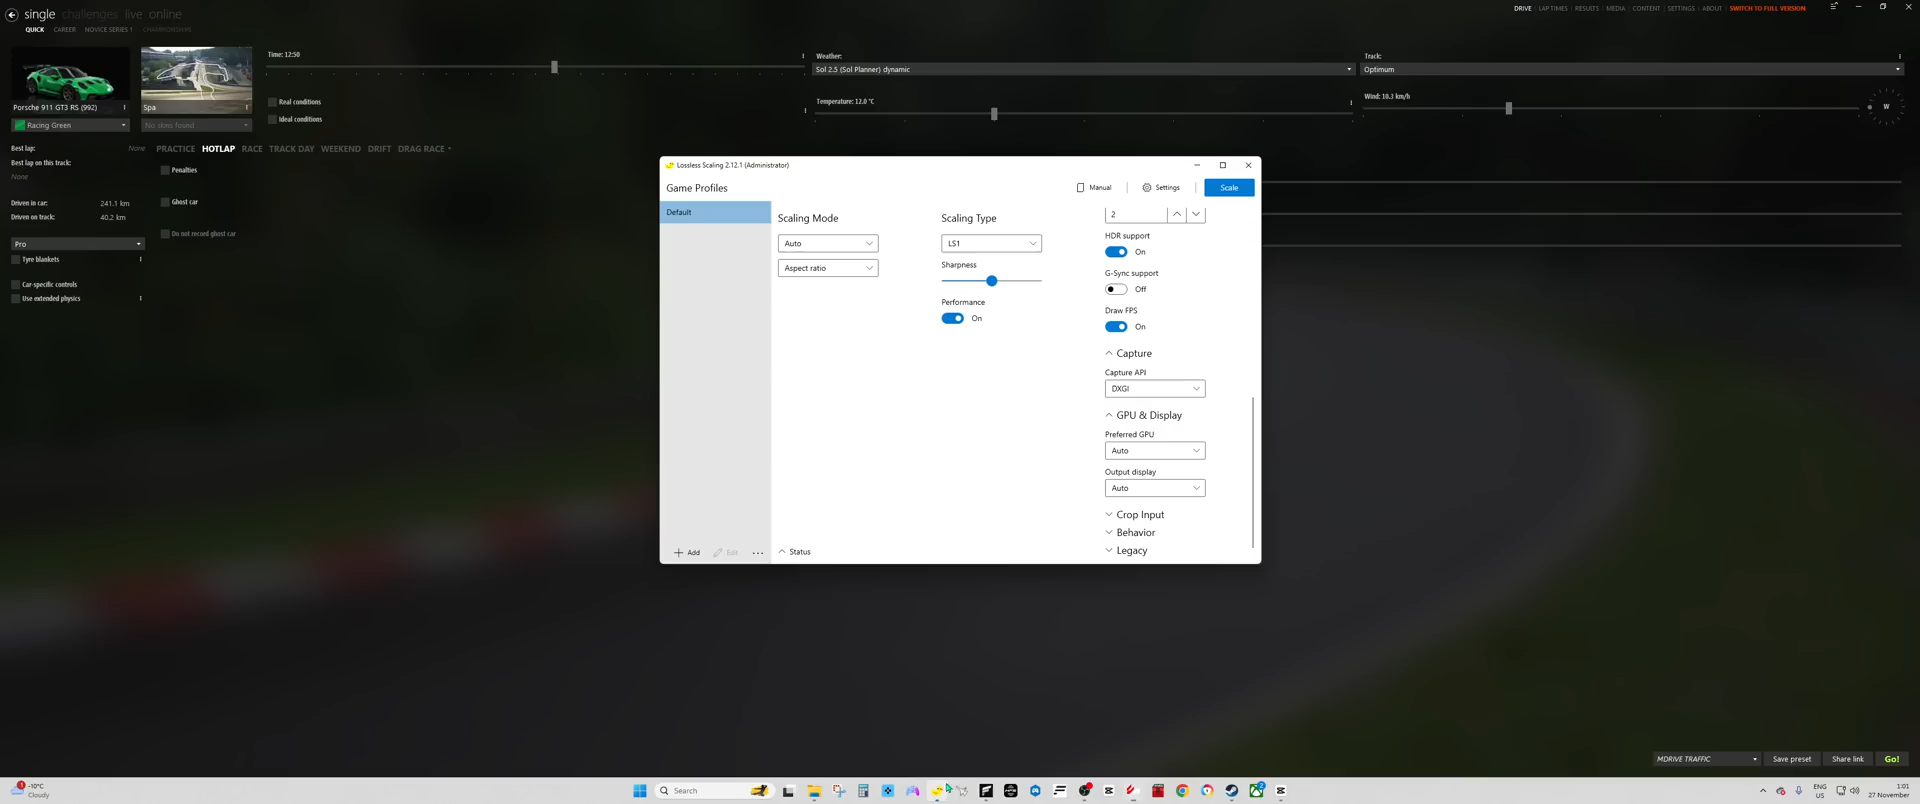 single challenges live online
DRIVE LAP TIMES RESULTS MEDIA CONTENT SETTINGS ABOUT SWITCH TO FULL VERSION
QUICK CAREER NOVICE SERIES 1 CHAMPIONSHIPS
Time: 12:50
Weather:
Track:
Sol 2.5 (Sol Planner) dynamic
Optimum
Real conditions
Temperature: 12.0 °C
Wind: 10.3 km/h
W
Porsche 911 GT3 RS (992)
Spa
Ideal conditions
Racing Green
No skins found
Best lap: None
PRACTICE HOTLAP RACE TRACK DAY WEEKEND DRIFT DRAG RACE
Best lap on this track:
None
Penalties
Driven in car: 241.1 km
Ghost car
Driven on track: 40.2 km
Do not record ghost car
Pro
Tyre blankets
Car-specific controls
Use extended physics
Lossless Scaling 2.12.1 (Administrator)
Game Profiles
Manual
Settings
Scale
Default
Scaling Mode
Auto
Aspect ratio
Scaling Type
LS1
Sharpness
Performance
On
2
HDR support
On
G-Sync support
Off
Draw FPS
On
Capture
Capture API
DXGI
GPU & Display
Preferred GPU
Auto
Output display
Auto
Crop Input
Behavior
Legacy
Add
Edit
Status
MDRIVE TRAFFIC
Save preset
Share link
Go!
1
-10°C
Cloudy
Search
2
ENG
US
1:01
27 November